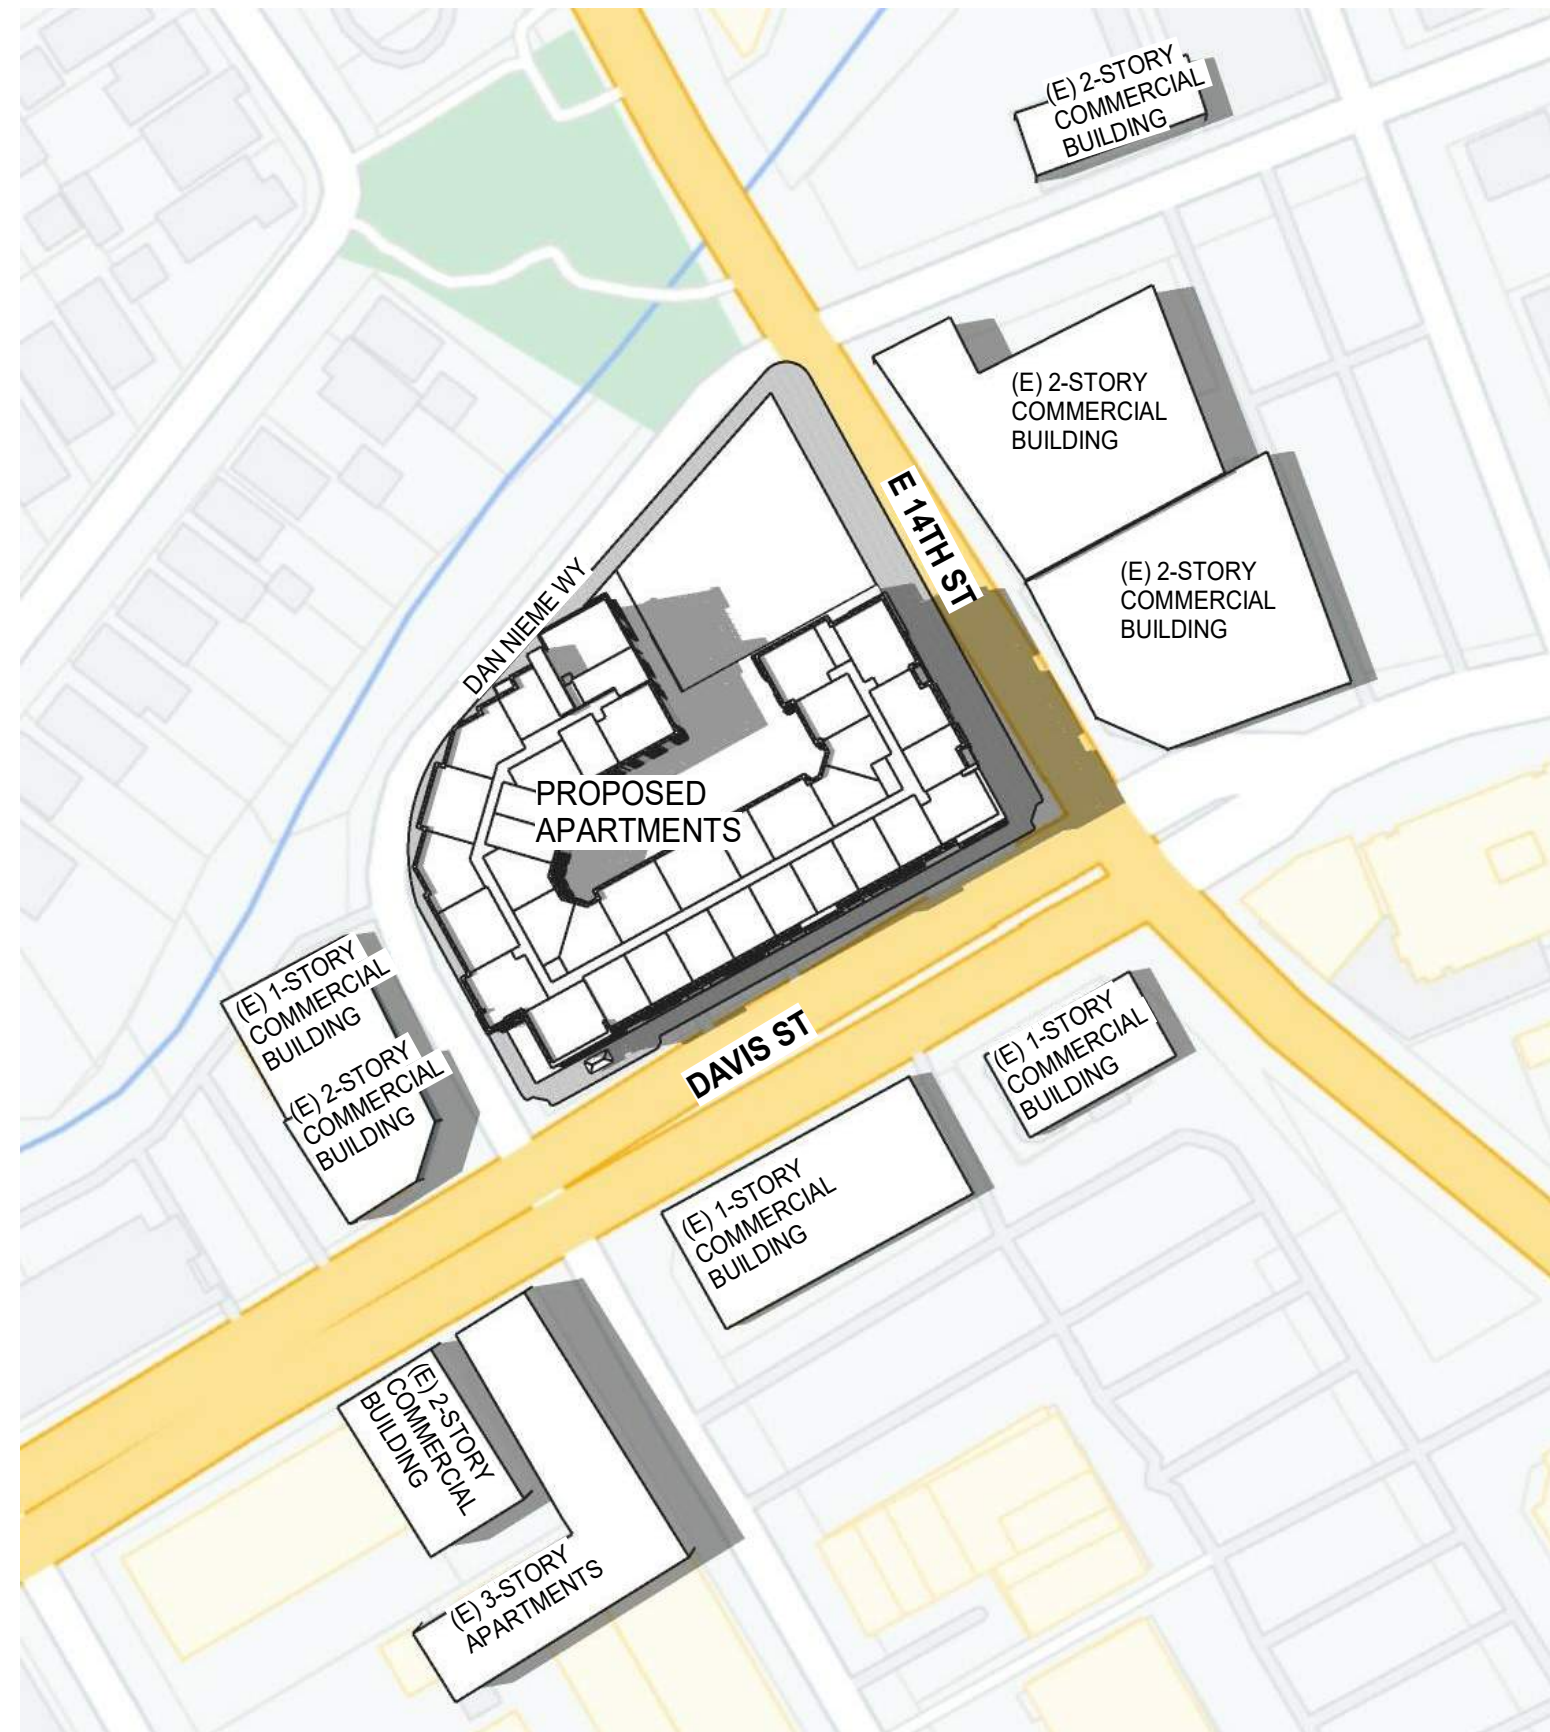 (E) 2-STORY
COMMERCIAL
BUILDING
(E) 2-STORY
COMMERCIAL
BUILDING
E 14TH ST
(E) 2-STORY
COMMERCIAL
BUILDING
DAN NIEME WY
PROPOSED
APARTMENTS
(E) 1-STORY
COMMERCIAL
BUILDING
(E) 2-STORY
COMMERCIAL
BUILDING
DAVIS ST
(E) 1-STORY
COMMERCIAL
BUILDING
(E) 1-STORY
COMMERCIAL
BUILDING
(E) 2-STORY
COMMERCIAL
BUILDING
(E) 3-STORY
APARTMENTS